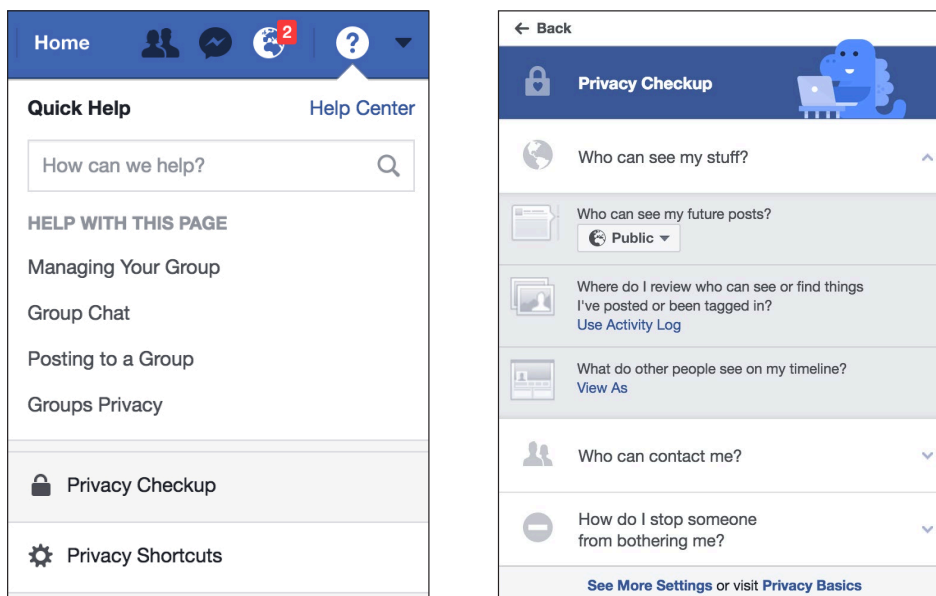 Home
2
?
Quick Help
Help Center
How can we help?
HELP WITH THIS PAGE
Managing Your Group
Group Chat
Posting to a Group
Groups Privacy
Privacy Checkup
Privacy Shortcuts
← Back
Privacy Checkup
Who can see my stuff?
Who can see my future posts?
Public
Where do I review who can see or find things
I've posted or been tagged in?
Use Activity Log
What do other people see on my timeline?
View As
Who can contact me?
How do I stop someone
from bothering me?
See More Settings or visit Privacy Basics